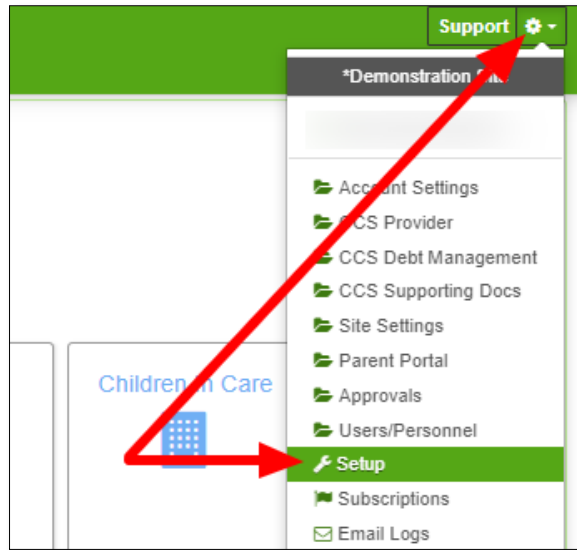 Support
*Demonstration Site
Account Settings
CCS Provider
CCS Debt Management
CCS Supporting Docs
Site Settings
Parent Portal
Children In Care
Approvals
Users/Personnel
Setup
Subscriptions
Email Logs